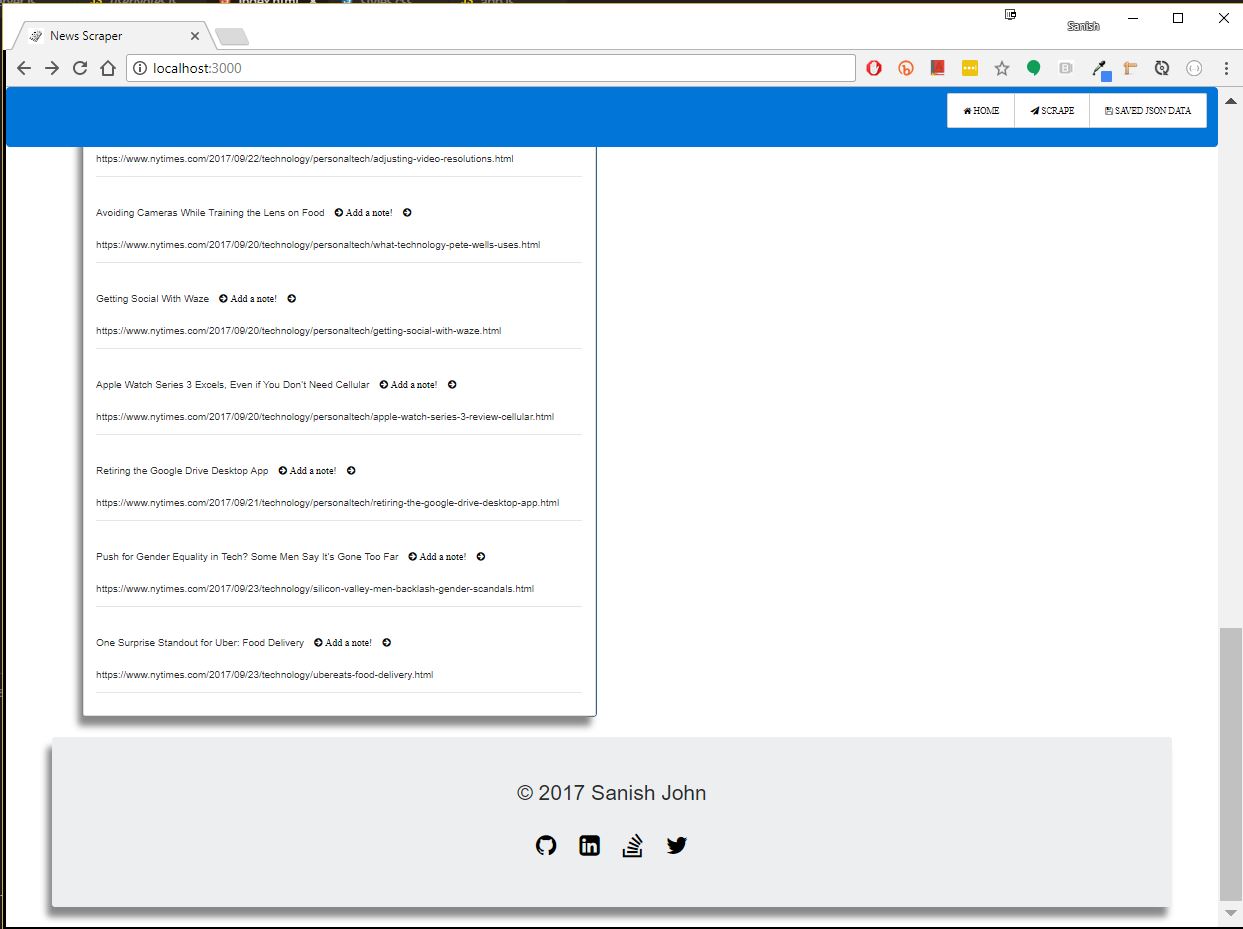 index.html
styles.css
app.js
Sanish
News Scraper
localhost:3000
HOME SCRAPE SAVED JSON DATA
https://www.nytimes.com/2017/09/22/technology/personaltech/adjusting-video-resolutions.html
Avoiding Cameras While Training the Lens on Food Add a note!
https://www.nytimes.com/2017/09/20/technology/personaltech/what-technology-pete-wells-uses.html
Getting Social With Waze Add a note!
https://www.nytimes.com/2017/09/20/technology/personaltech/getting-social-with-waze.html
Apple Watch Series 3 Excels, Even if You Don't Need Cellular Add a note!
https://www.nytimes.com/2017/09/20/technology/personaltech/apple-watch-series-3-review-cellular.html
Retiring the Google Drive Desktop App Add a note!
https://www.nytimes.com/2017/09/21/technology/personaltech/retiring-the-google-drive-desktop-app.html
Push for Gender Equality in Tech? Some Men Say It's Gone Too Far Add a note!
https://www.nytimes.com/2017/09/23/technology/silicon-valley-men-backlash-gender-scandals.html
One Surprise Standout for Uber: Food Delivery Add a note!
https://www.nytimes.com/2017/09/23/technology/ubereats-food-delivery.html
© 2017 Sanish John
in